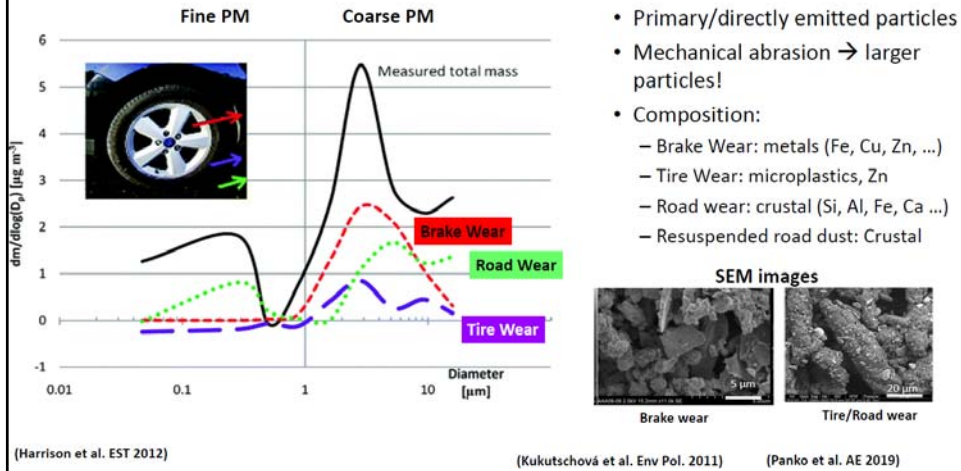 Fine PM
Coarse PM
6
5
4
3
2
1
0
-1
dm/dlog(Dₚ) [µg m⁻³]
Measured total mass
Brake Wear
Road Wear
Tire Wear
0.01
0.1
1
10
Diameter
[µm]
(Harrison et al. EST 2012)
• Primary/directly emitted particles
• Mechanical abrasion → larger
particles!
• Composition:
– Brake Wear: metals (Fe, Cu, Zn, ...)
– Tire Wear: microplastics, Zn
– Road wear: crustal (Si, Al, Fe, Ca ...)
– Resuspended road dust: Crustal
SEM images
5 µm
20 µm
Brake wear
Tire/Road wear
(Kukutschová et al. Env Pol. 2011)
(Panko et al. AE 2019)